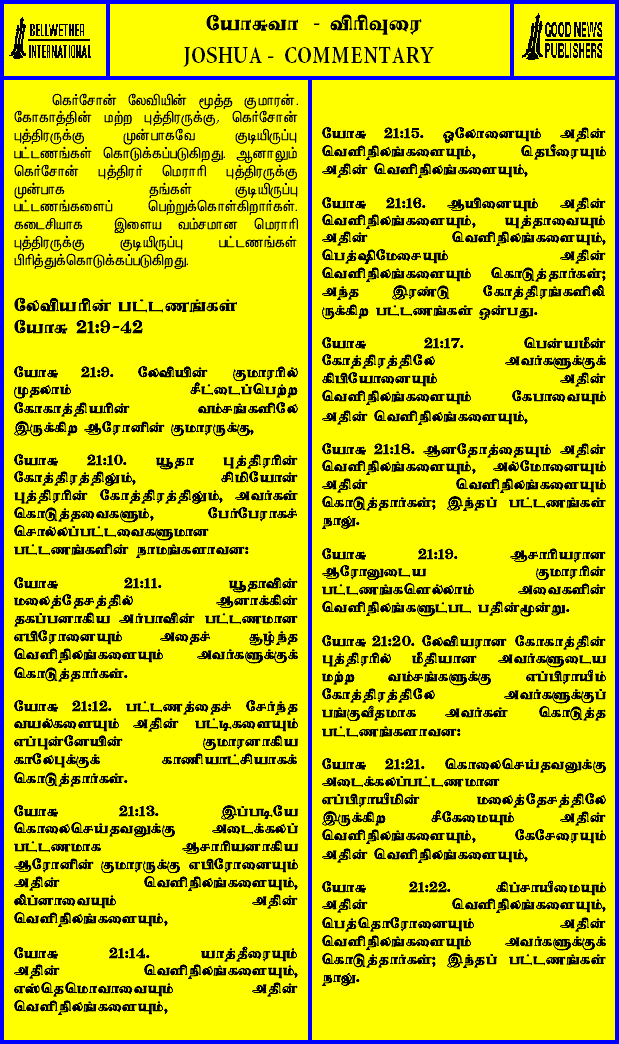 BELLWETHER
INTERNATIONAL
யோசுவா - விரிவுரை
JOSHUA - COMMENTARY
GOOD NEWS
PUBLISHERS
கெர்சோன் லேவியின் மூத்த குமாரன்.
கோகாத்தின் மற்ற புத்திரருக்கு, கெர்சோன்
புத்திரருக்கு முன்பாகவே குடியிருப்பு
பட்டணங்கள் கொடுக்கப்படுகிறது. ஆனாலும்
கெர்சோன் புத்திரர் மெராரி புத்திரருக்கு
முன்பாக தங்கள் குடியிருப்பு
பட்டணங்களைப் பெற்றுக்கொள்கிறார்கள்.
கடைசியாக இளைய வம்சமான மெராரி
புத்திரருக்கு குடியிருப்பு பட்டணங்கள்
பிரித்துக்கொடுக்கப்படுகிறது.
லேவியரின் பட்டணங்கள்
யோசு 21:9-42
யோசு 21:9. லேவியின் குமாரரில்
முதலாம் சீட்டைப்பெற்ற
கோகாத்தியரின் வம்சங்களிலே
இருக்கிற ஆரோனின் குமாரருக்கு,
யோசு 21:10. யூதா புத்திரரின்
கோத்திரத்திலும், சிமியோன்
புத்திரரின் கோத்திரத்திலும், அவர்கள்
கொடுத்தவைகளும், பேர்பேராகச்
சொல்லப்பட்டவைகளுமான
பட்டணங்களின் நாமங்களாவன:
யோசு 21:11. யூதாவின்
மலைத்தேசத்தில் ஆனாக்கின்
தகப்பனாகிய அர்பாவின் பட்டணமான
எபிரோனையும் அதைச் சூழ்ந்த
வெளிநிலங்களையும் அவர்களுக்குக்
கொடுத்தார்கள்.
யோசு 21:12. பட்டணத்தைச் சேர்ந்த
வயல்களையும் அதின் பட்டிகளையும்
எப்புன்னேயின் குமாரனாகிய
காலேபுக்குக் காணியாட்சியாகக்
கொடுத்தார்கள்.
யோசு 21:13. இப்படியே
கொலைசெய்தவனுக்கு அடைக்கலப்
பட்டணமாக ஆசாரியனாகிய
ஆரோனின் குமாரருக்கு எபிரோனையும்
அதின் வெளிநிலங்களையும்,
லிப்னாவையும் அதின்
வெளிநிலங்களையும்,
யோசு 21:14. யாத்தீரையும்
அதின் வெளிநிலங்களையும்,
எஸ்தெமொவாவையும் அதின்
வெளிநிலங்களையும்,
யோசு 21:15. ஓலோனையும் அதின்
வெளிநிலங்களையும், தெபீரையும்
அதின் வெளிநிலங்களையும்,
யோசு 21:16. ஆயினையும் அதின்
வெளிநிலங்களையும், யுத்தாவையும்
அதின் வெளிநிலங்களையும்,
பெத்ஷிமேசையும் அதின்
வெளிநிலங்களையும் கொடுத்தார்கள்;
அந்த இரண்டு கோத்திரங்களிலி
ருக்கிற பட்டணங்கள் ஒன்பது.
யோசு 21:17. பென்யமீன்
கோத்திரத்திலே அவர்களுக்குக்
கிபியோனையும் அதின்
வெளிநிலங்களையும் கேபாவையும்
அதின் வெளிநிலங்களையும்,
யோசு 21:18. ஆனதோத்தையும் அதின்
வெளிநிலங்களையும், அல்மோனையும்
அதின் வெளிநிலங்களையும்
கொடுத்தார்கள்; இந்தப் பட்டணங்கள்
நாலு.
யோசு 21:19. ஆசாரியரான
ஆரோனுடைய குமாரரின்
பட்டணங்களெல்லாம் அவைகளின்
வெளிநிலங்களுட்பட பதின்மூன்று.
யோசு 21:20. லேவியரான கோகாத்தின்
புத்திரரில் மீதியான அவர்களுடைய
மற்ற வம்சங்களுக்கு எப்பிராயீம்
கோத்திரத்திலே அவர்களுக்குப்
பங்குவீதமாக அவர்கள் கொடுத்த
பட்டணங்களாவன:
யோசு 21:21. கொலைசெய்தவனுக்கு
அடைக்கலப்பட்டணமான
எப்பிராயீமின் மலைத்தேசத்திலே
இருக்கிற சீகேமையும் அதின்
வெளிநிலங்களையும், கேசேரையும்
அதின் வெளிநிலங்களையும்,
யோசு 21:22. கிப்சாயீமையும்
அதின் வெளிநிலங்களையும்,
பெத்தொரோனையும் அதின்
வெளிநிலங்களையும் அவர்களுக்குக்
கொடுத்தார்கள்; இந்தப் பட்டணங்கள்
நாலு.